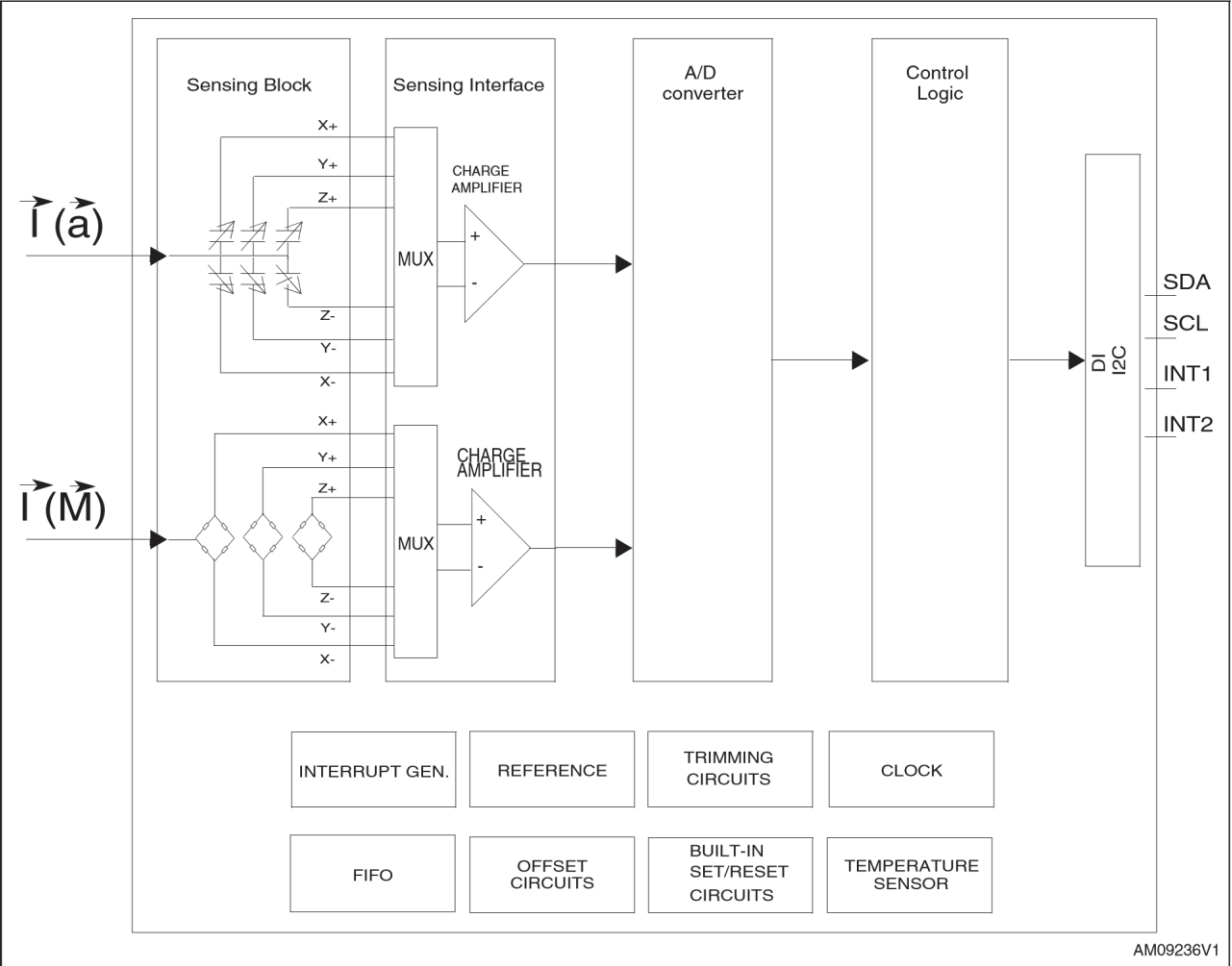 Sensing Block
Sensing Interface
A/D
converter
Control
Logic
X+
Y+
Z+
CHARGE
AMPLIFIER
I (a)
+
MUX
-
Z-
Y-
X-
SDA
SCL
DI
I2C
INT1
INT2
X+
Y+
Z+
CHARGE
AMPLIFIER
I (M)
+
MUX
-
Z-
Y-
X-
INTERRUPT GEN.
REFERENCE
TRIMMING
CIRCUITS
CLOCK
FIFO
OFFSET
CIRCUITS
BUILT-IN
SET/RESET
CIRCUITS
TEMPERATURE
SENSOR
AM09236V1